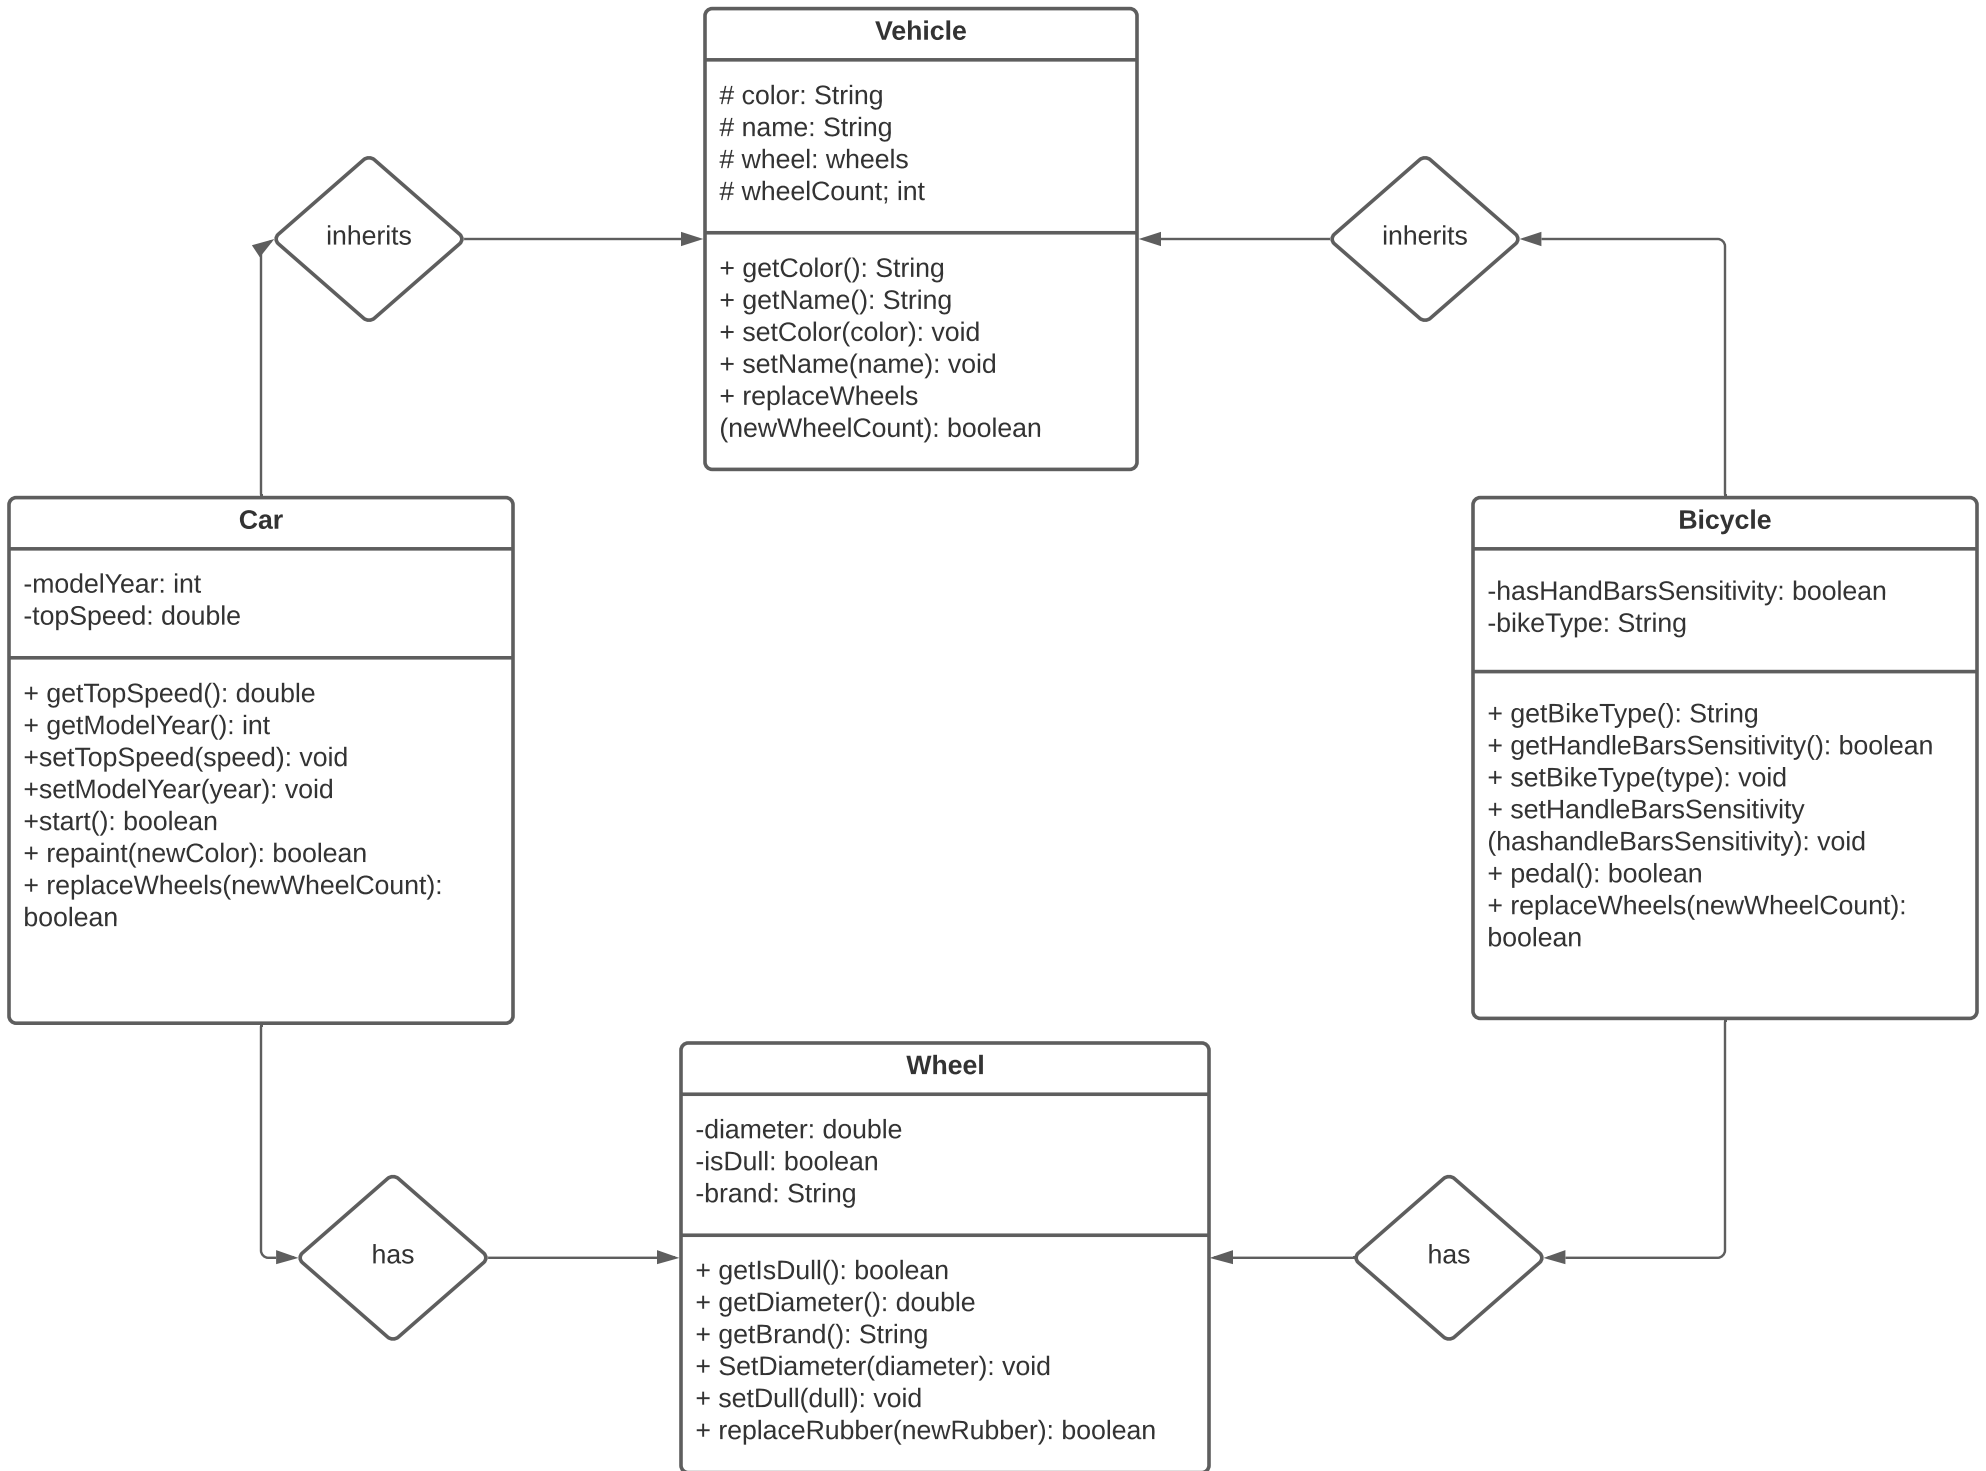 Vehicle
# color: String
# name: String
# wheel: wheels
# wheelCount; int
+ getColor(): String
+ getName(): String
+ setColor(color): void
+ setName(name): void
+ replaceWheels
(newWheelCount): boolean
inherits
inherits
Car
-modelYear: int
-topSpeed: double
+ getTopSpeed(): double
+ getModelYear(): int
+setTopSpeed(speed): void
+setModelYear(year): void
+start(): boolean
+ repaint(newColor): boolean
+ replaceWheels(newWheelCount):
boolean
Bicycle
-hasHandBarsSensitivity: boolean
-bikeType: String
+ getBikeType(): String
+ getHandleBarsSensitivity(): boolean
+ setBikeType(type): void
+ setHandleBarsSensitivity
(hashandleBarsSensitivity): void
+ pedal(): boolean
+ replaceWheels(newWheelCount):
boolean
Wheel
-diameter: double
-isDull: boolean
-brand: String
+ getIsDull(): boolean
+ getDiameter(): double
+ getBrand(): String
+ SetDiameter(diameter): void
+ setDull(dull): void
+ replaceRubber(newRubber): boolean
has
has